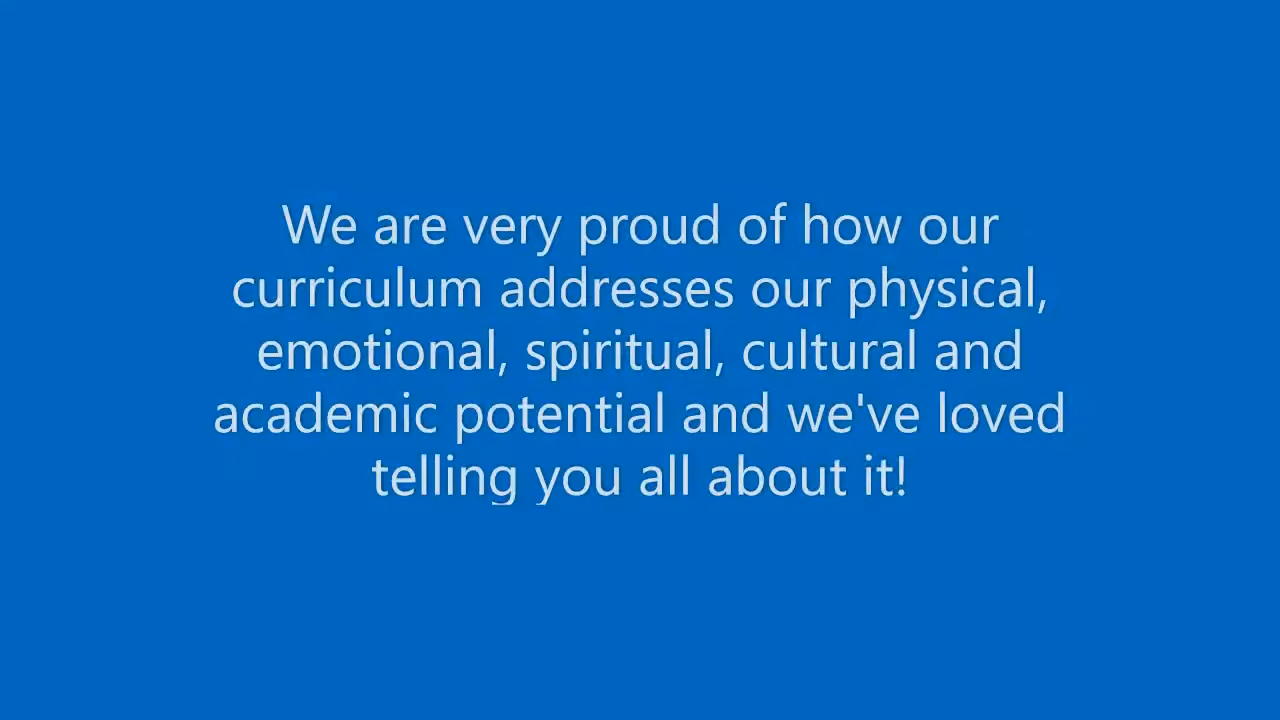 We are very proud of how our
curriculum addresses our physical,
emotional, spiritual, cultural and
academic potential and we've loved
telling you all about it!